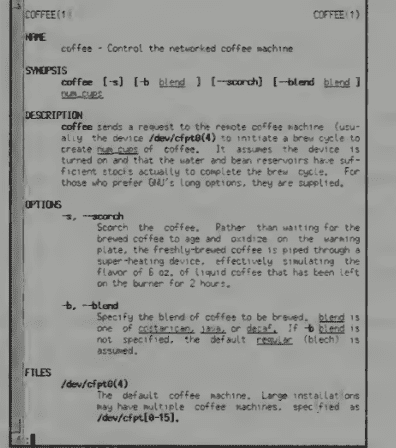 COFFEE(1) COFFEE(1)
NAME
coffee - Control the networked coffee machine
SYNOPSIS
coffee [-s] [-b blend ] [--scorch] [--blend blend ]
num_cups
DESCRIPTION
coffee sends a request to the remote coffee machine (usu-
ally the device /dev/cfpt0(4) to initiate a brew cycle to
create num_cups of coffee. It assumes the device is
turned on and that the water and bean reservoirs have suf-
ficient stocks actually to complete the brew cycle. For
those who prefer GNU's long options, they are supplied.
OPTIONS
-s, --scorch
Scorch the coffee. Rather than waiting for the
brewed coffee to age and oxidize on the warming
plate, the freshly-brewed coffee is piped through a
super-heating device, effectively simulating the
flavor of 6 oz. of liquid coffee that has been left
on the burner for 2 hours.
-b, --blend
Specify the blend of coffee to be brewed. blend is
one of costarican, java, or decaf. If -b blend is
not specified, the default regular (blech) is
assumed.
FILES
/dev/cfpt0(4)
The default coffee machine. Large installations
may have multiple coffee machines, specified as
/dev/cfpt[0-15].
: